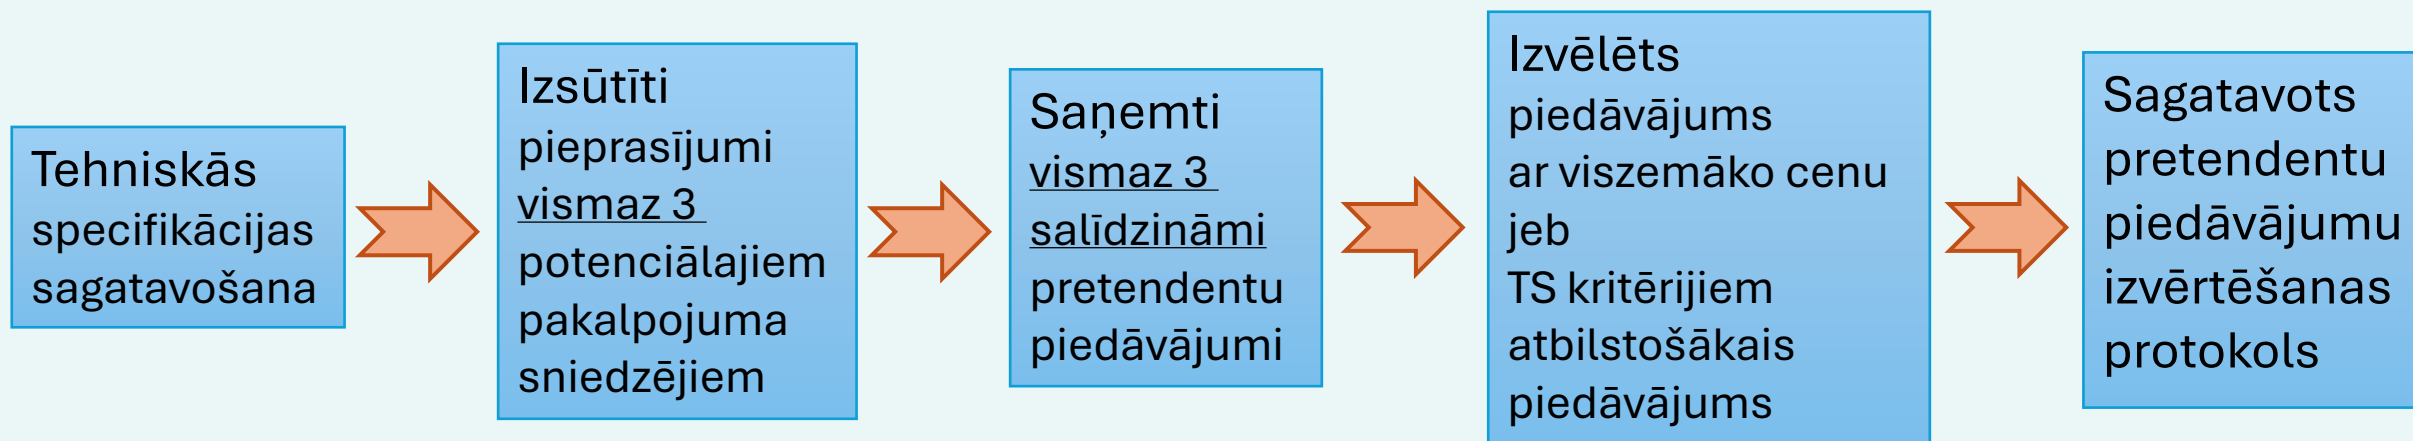 Tehniskās
specifikācijas
sagatavošana
Izsūtīti
pieprasījumi
vismaz 3
potenciālajiem
pakalpojuma
sniedzējiem
Saņemti
vismaz 3
salīdzināmi
pretendentu
piedāvājumi
Izvēlēts
piedāvājums
ar viszemāko cenu
jeb
TS kritērijiem
atbilstošākais
piedāvājums
Sagatavots
pretendentu
piedāvājumu
izvērtēšanas
protokols